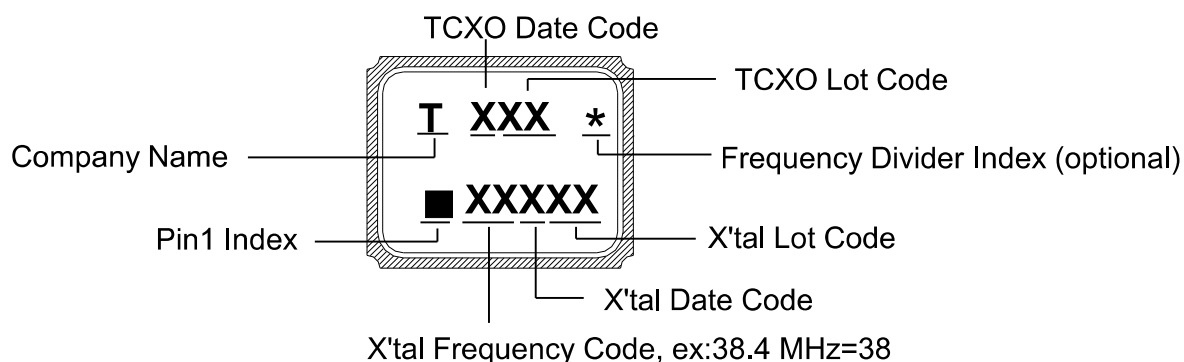 TCXO Date Code
TCXO Lot Code
T XXX *
Company Name
Frequency Divider Index (optional)
■ XXXXX
Pin1 Index
X'tal Lot Code
X'tal Date Code
X'tal Frequency Code, ex:38.4 MHz=38